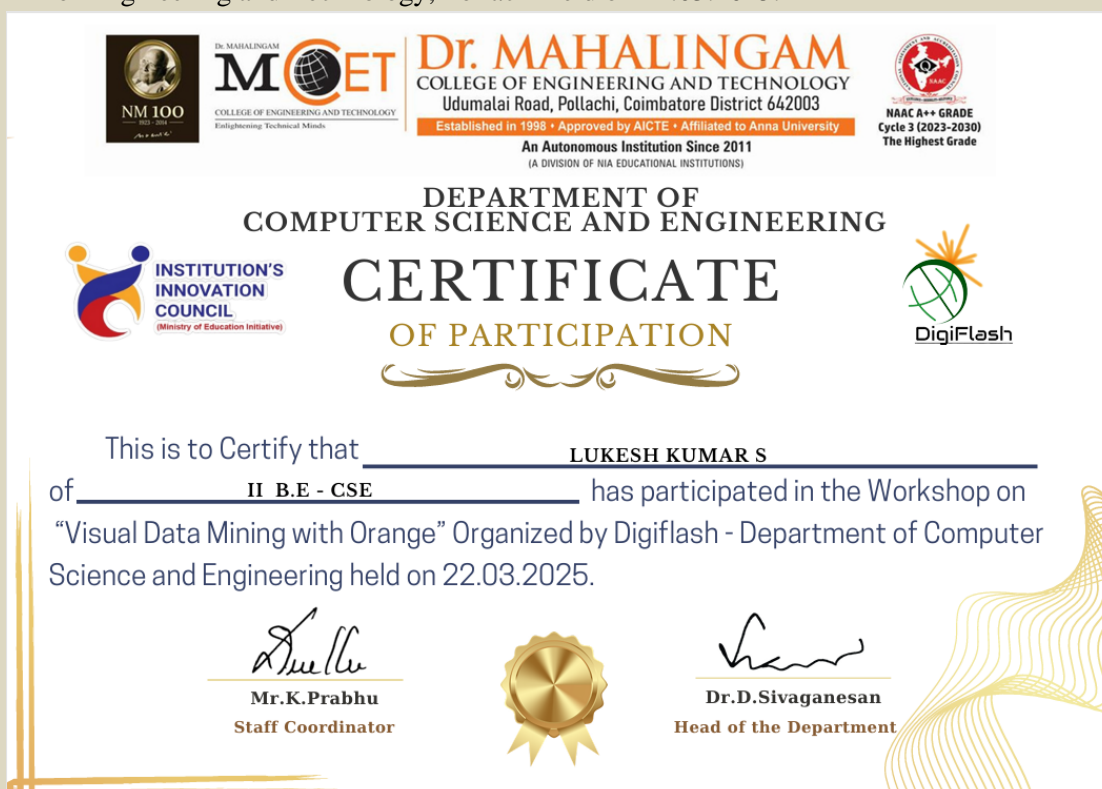 NM 100
1923 - 2014
Dr. MAHALINGAM
MCET
COLLEGE OF ENGINEERING AND TECHNOLOGY
Enlightening Technical Minds
Dr. MAHALINGAM
COLLEGE OF ENGINEERING AND TECHNOLOGY
Udumalai Road, Pollachi, Coimbatore District 642003
Established in 1998 • Approved by AICTE • Affiliated to Anna University
An Autonomous Institution Since 2011
(A DIVISION OF NIA EDUCATIONAL INSTITUTIONS)
NAAC A++ GRADE
Cycle 3 (2023-2030)
The Highest Grade
DEPARTMENT OF
COMPUTER SCIENCE AND ENGINEERING
INSTITUTION'S
INNOVATION
COUNCIL
(Ministry of Education Initiative)
CERTIFICATE
OF PARTICIPATION
DigiFlash
This is to Certify that LUKESH KUMAR S
of II B.E - CSE has participated in the Workshop on
“Visual Data Mining with Orange” Organized by Digiflash - Department of Computer
Science and Engineering held on 22.03.2025.
Mr.K.Prabhu
Staff Coordinator
Dr.D.Sivaganesan
Head of the Department